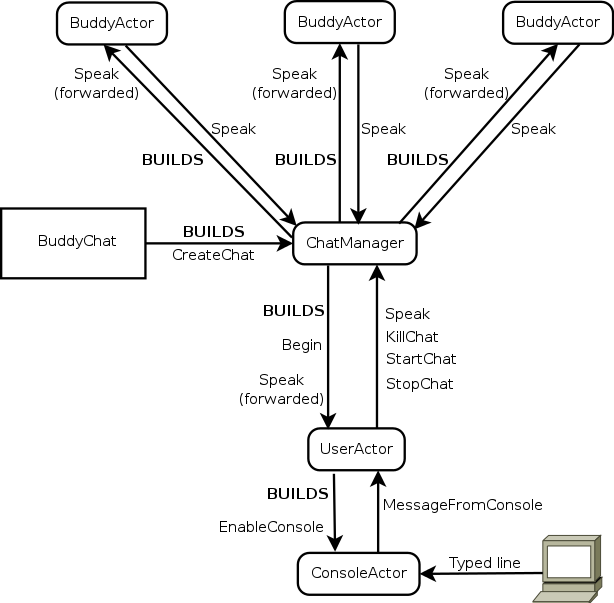 BuddyActor
BuddyActor
BuddyActor
Speak
(forwarded)
Speak
BUILDS
Speak
(forwarded)
Speak
BUILDS
Speak
(forwarded)
Speak
BUILDS
BuddyChat
BUILDS
CreateChat
ChatManager
BUILDS
Begin
Speak
(forwarded)
Speak
KillChat
StartChat
StopChat
UserActor
BUILDS
EnableConsole
MessageFromConsole
ConsoleActor
Typed line